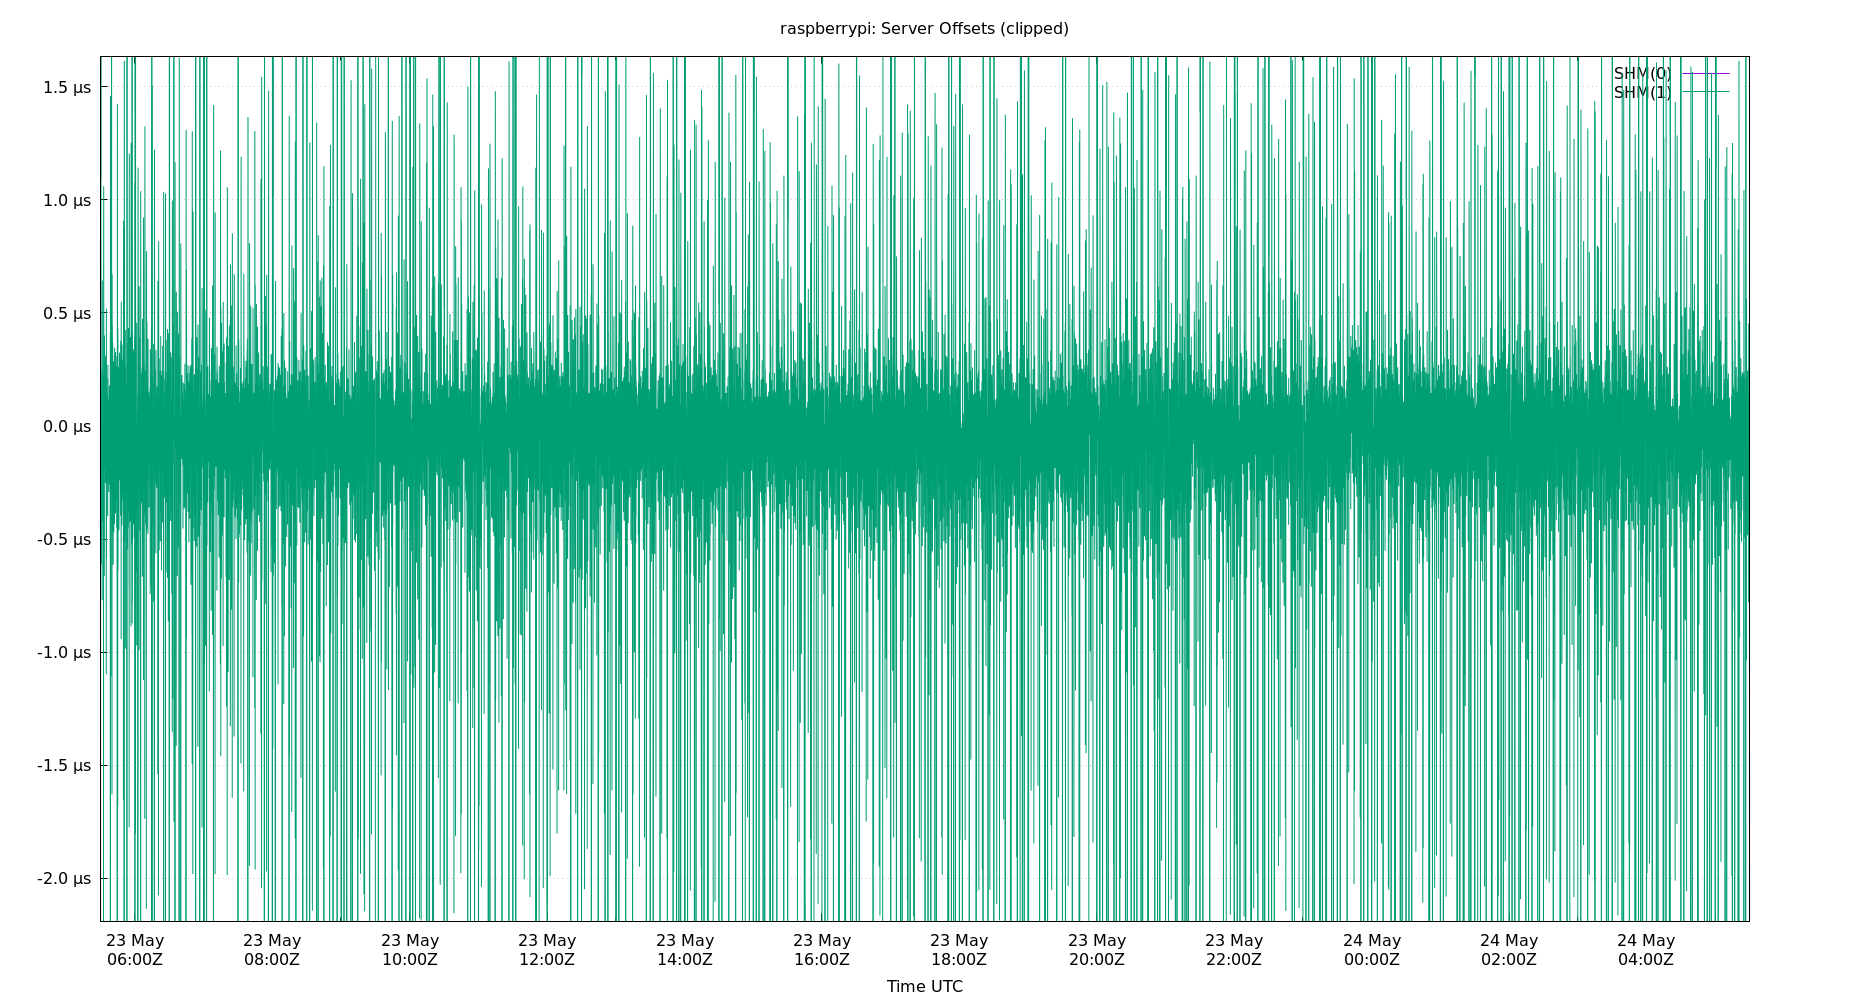 raspberrypi: Server Offsets (clipped)
SHM(0)
SHM(1)
1.5 µs
1.0 µs
0.5 µs
0.0 µs
-0.5 µs
-1.0 µs
-1.5 µs
-2.0 µs
23 May 23 May 23 May 23 May 23 May 23 May 23 May 23 May 23 May 24 May 24 May 24 May
06:00Z 08:00Z 10:00Z 12:00Z 14:00Z 16:00Z 18:00Z 20:00Z 22:00Z 00:00Z 02:00Z 04:00Z
Time UTC